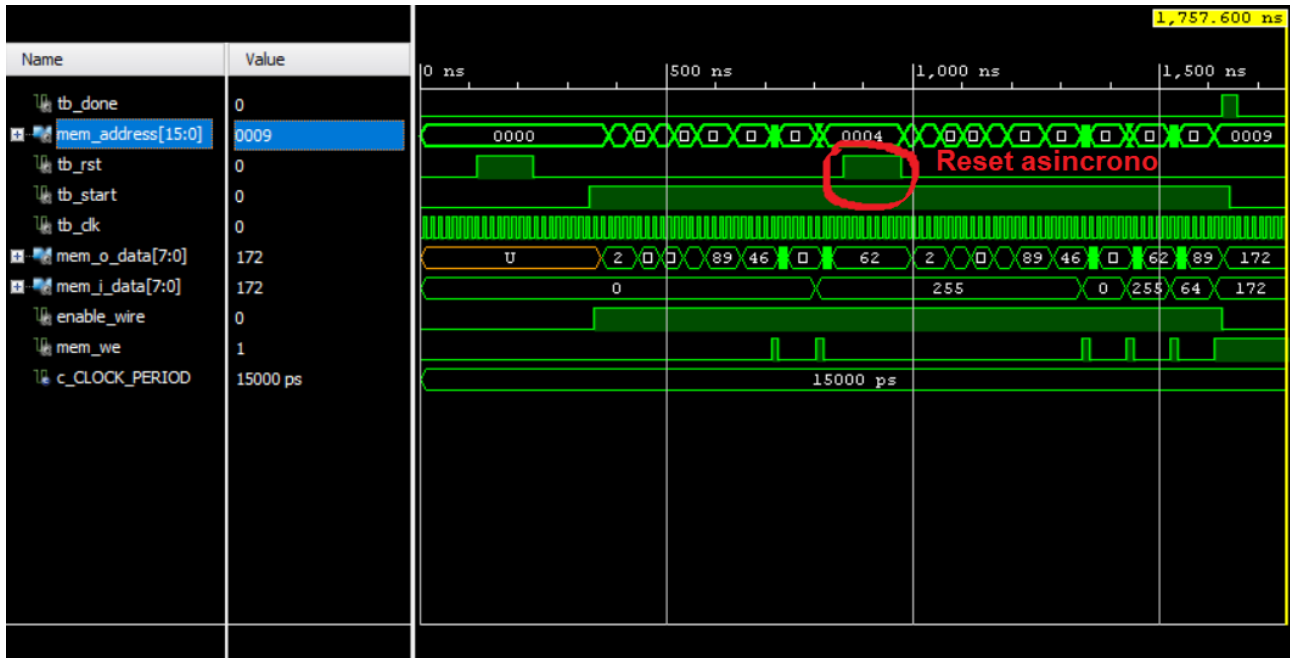 1,757.600 ns
Name Value
0 ns 500 ns 1,000 ns 1,500 ns
tb_done 0
mem_address[15:0] 0009 0000 0004 0009
tb_rst 0 Reset asincrono
tb_start 0
tb_clk 0
mem_o_data[7:0] 172 U 2 89 46 62 2 89 46 62 89 172
mem_i_data[7:0] 172 0 255 0 255 64 172
enable_wire 0
mem_we 1
c_CLOCK_PERIOD 15000 ps 15000 ps